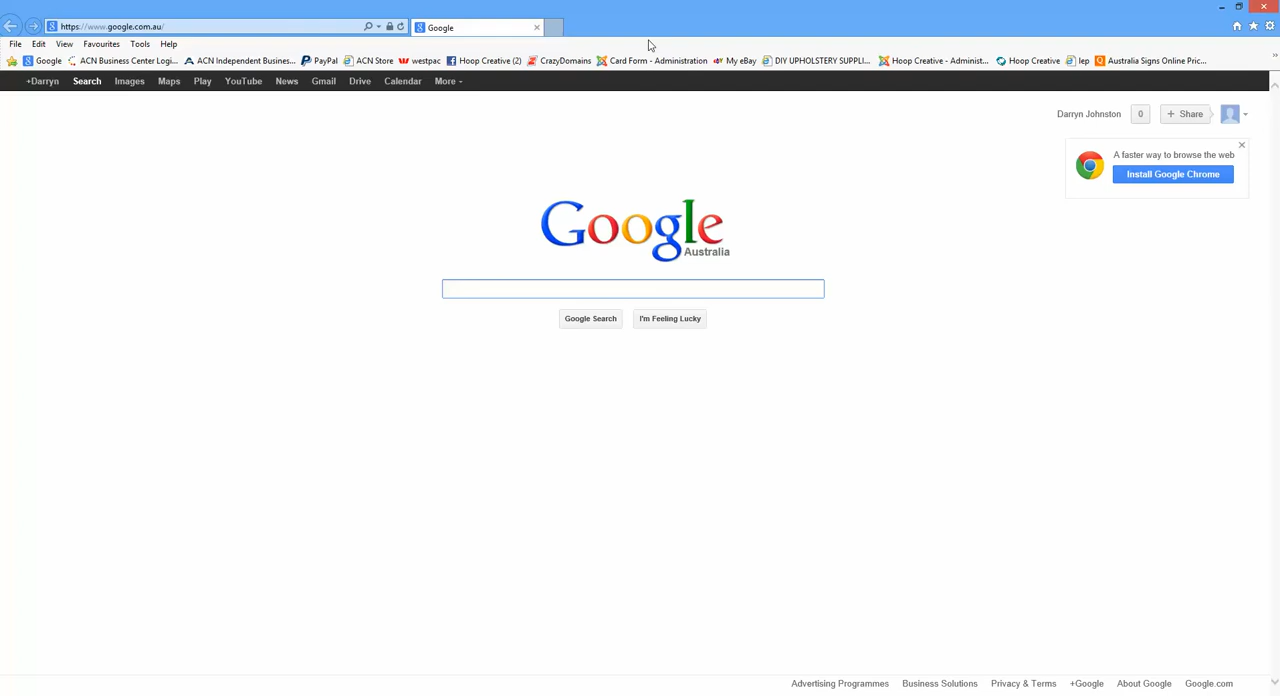 https://www.google.com.au/
Google
File Edit View Favourites Tools Help
Google ACN Business Center Logi... ACN Independent Busines... PayPal ACN Store westpac Hoop Creative (2) CrazyDomains Card Form - Administration My eBay DIY UPHOLSTERY SUPPLI... Hoop Creative - Administ... Hoop Creative Iep Australia Signs Online Pric...
+Darryn Search Images Maps Play YouTube News Gmail Drive Calendar More
Darryn Johnston 0 + Share
A faster way to browse the web
Install Google Chrome
Google
Australia
Google Search I'm Feeling Lucky
Advertising Programmes Business Solutions Privacy & Terms +Google About Google Google.com